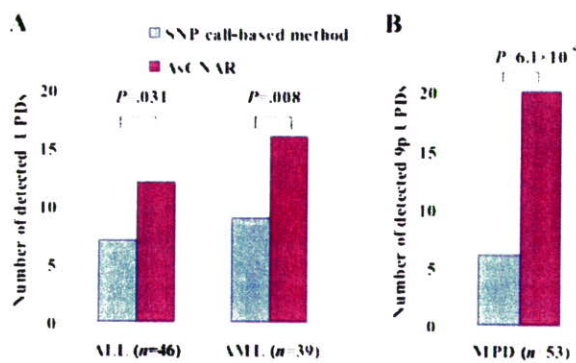 A
SNP call-based method
AsCNAR
Number of detected UPDs
20
15
10
5
0
P=.031
P=.008
ALL (n=46)
AML (n=39)
B
Number of detected 9p UPDs
20
15
10
5
0
P=6.1×10
MPD (n=53)